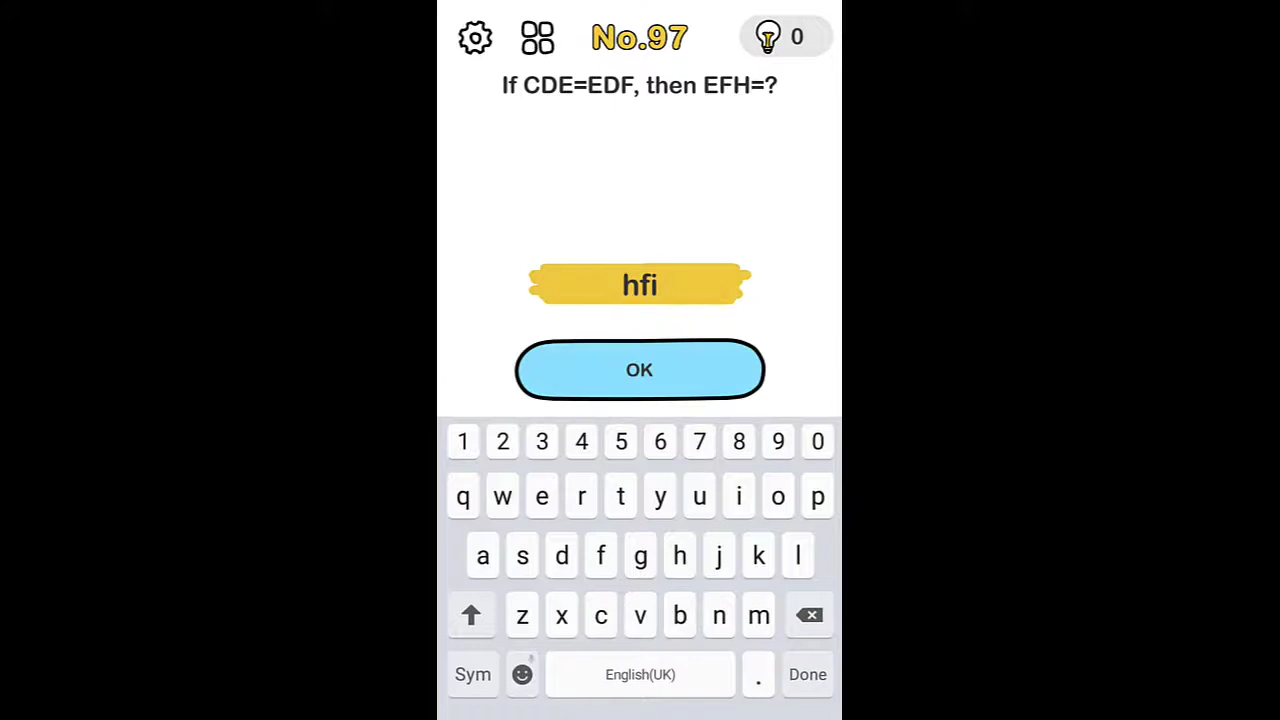 No.97 0
If CDE=EDF, then EFH=?
hfi
OK
1 2 3 4 5 6 7 8 9 0
q w e r t y u i o p
a s d f g h j k l
z x c v b n m
Sym English(UK) . Done